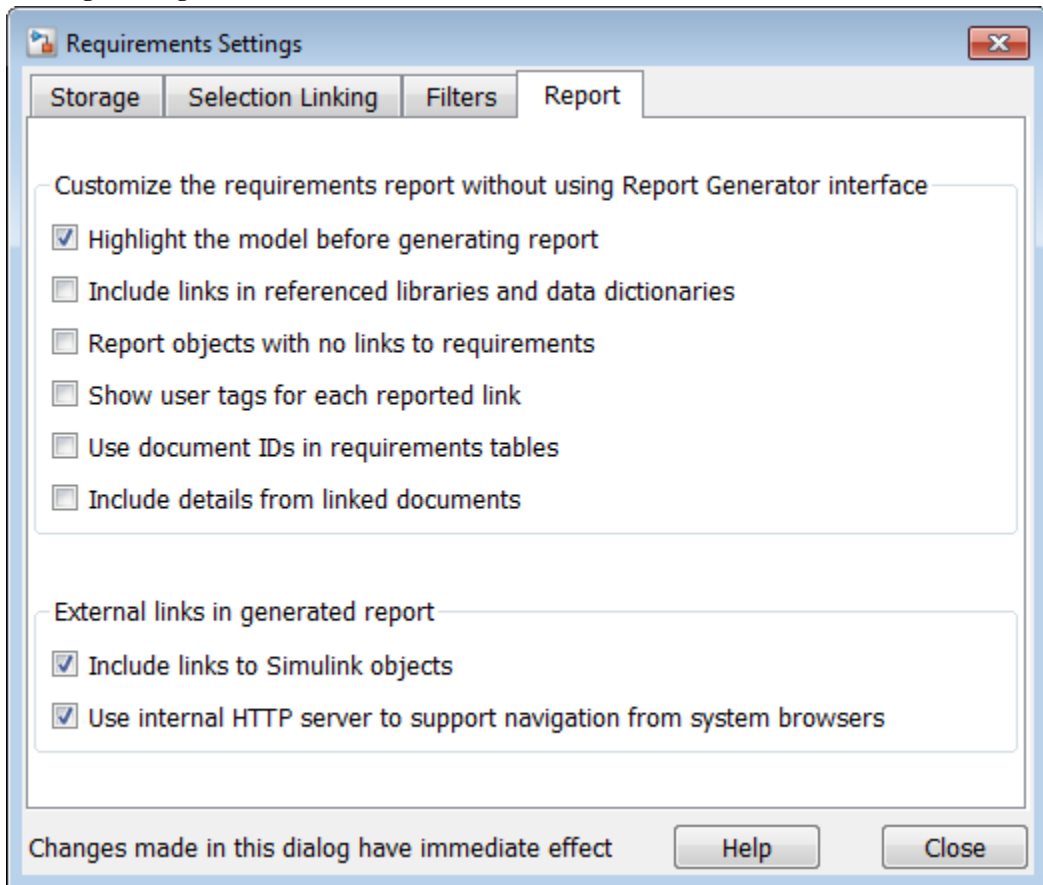 Requirements Settings
Storage
Selection Linking
Filters
Report
Customize the requirements report without using Report Generator interface
Highlight the model before generating report
Include links in referenced libraries and data dictionaries
Report objects with no links to requirements
Show user tags for each reported link
Use document IDs in requirements tables
Include details from linked documents
External links in generated report
Include links to Simulink objects
Use internal HTTP server to support navigation from system browsers
Changes made in this dialog have immediate effect
Help
Close